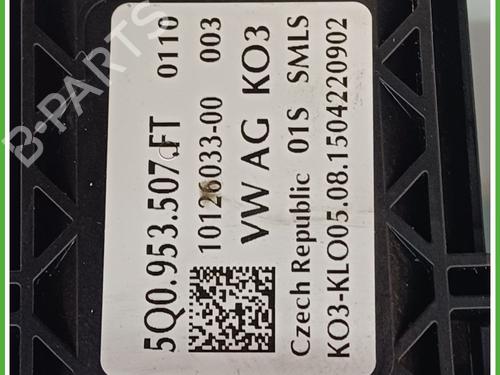 5Q0.953.507.FT 0110
10126033-00 003
VW AG KO3
Czech Republic 01S SMLS
KO3-KLO05.08.1504220902
B-PARTS